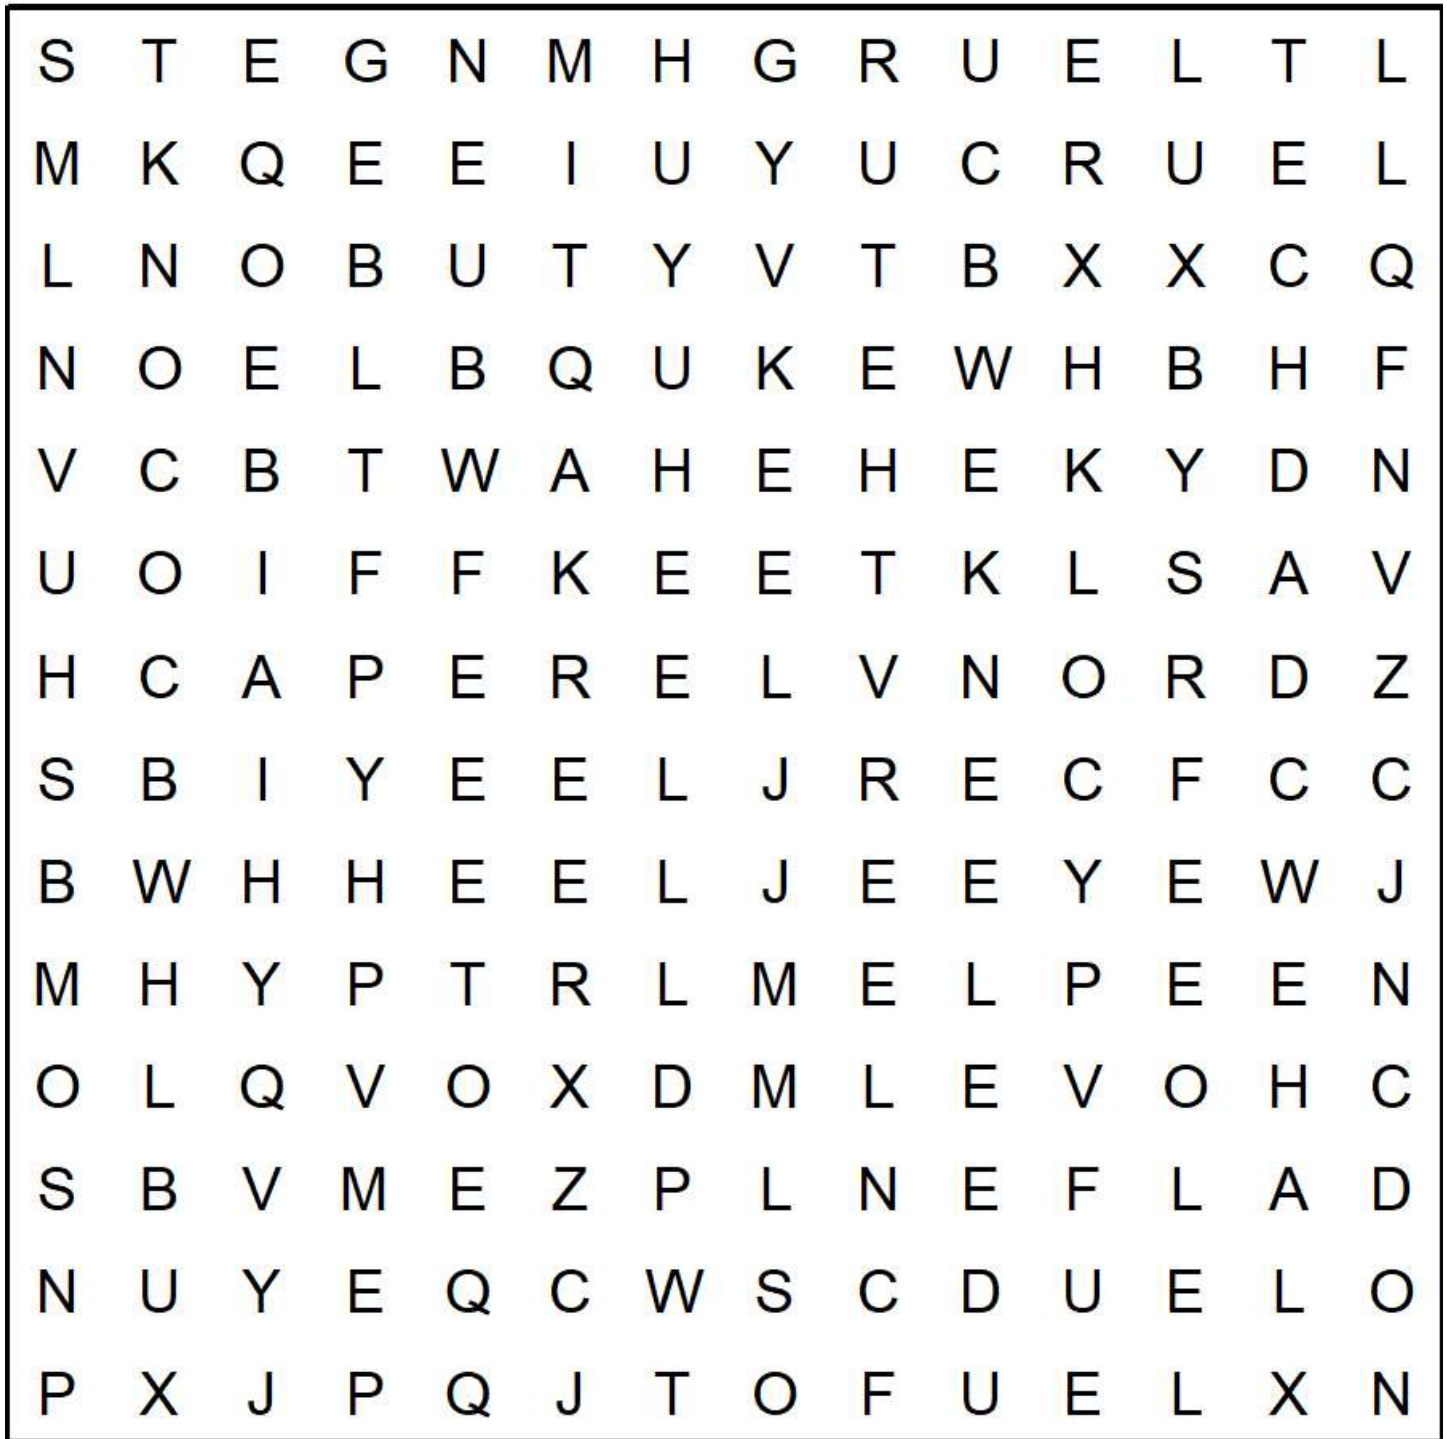 S T E G N M H G R U E L T L
M K Q E E I U Y U C R U E L
L N O B U T Y V T B X X C Q
N O E L B Q U K E W H B H F
V C B T W A H E H E K Y D N
U O I F F K E E T K L S A V
H C A P E R E L V N O R D Z
S B I Y E E L J R E C F C C
B W H H E E L J E E Y E W J
M H Y P T R L M E L P E E N
O L Q V O X D M L E V O H C
S B V M E Z P L N E F L A D
N U Y E Q C W S C D U E L O
P X J P Q J T O F U E L X N